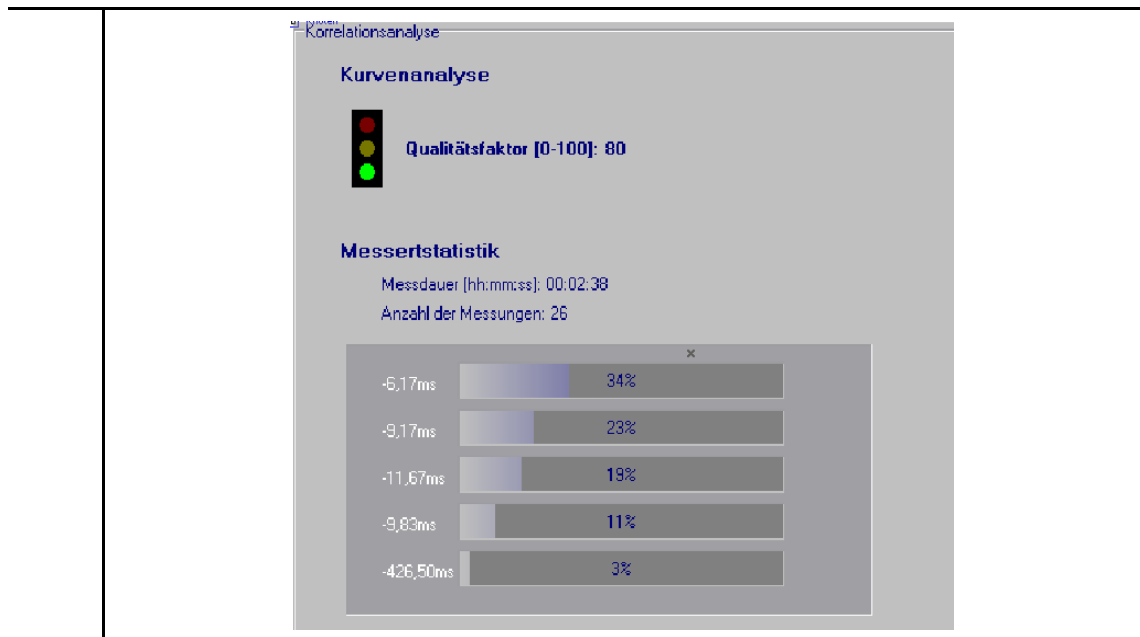 Korrelationsanalyse
Kurvenanalyse
Qualitätsfaktor [0-100]: 80
Messertstatistik
Messdauer [hh:mm:ss]: 00:02:38
Anzahl der Messungen: 26
×
-6,17ms 34%
-9,17ms 23%
-11,67ms 19%
-9,83ms 11%
-426,50ms 3%